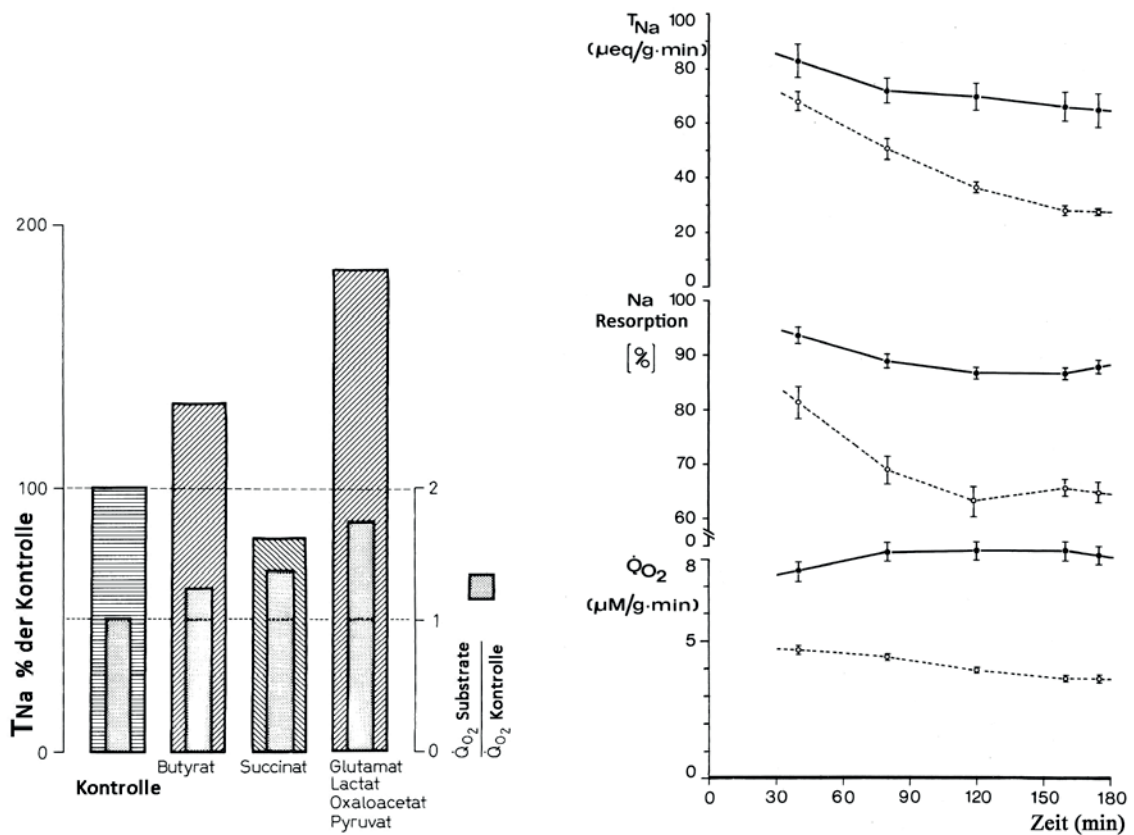 200
100
0
TNa % der Kontrolle
2
1
0
Q̇O2 Substrate
Q̇O2 Kontrolle
Kontrolle
Butyrat
Succinat
Glutamat
Lactat
Oxaloacetat
Pyruvat
TNa
(µeq/g·min)
100
80
60
40
20
0
Na
Resorption
[%]
100
90
80
70
60
0
Q̇O2
(µM/g·min)
8
5
0
0 30 60 90 120 150 180
Zeit (min)